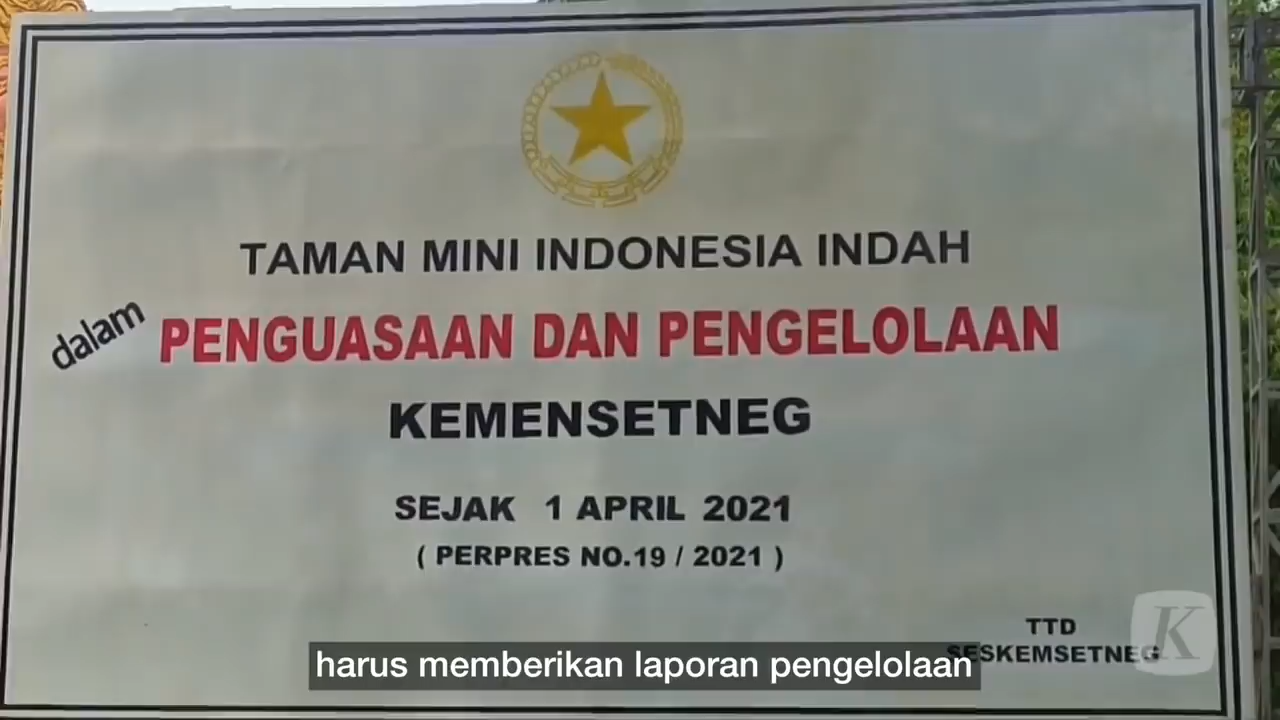 TAMAN MINI INDONESIA INDAH
dalam PENGUASAAN DAN PENGELOLAAN
KEMENSETNEG
SEJAK 1 APRIL 2021
( PERPRES NO.19 / 2021 )
TTD
SESKEMSETNEG
K
harus memberikan laporan pengelolaan